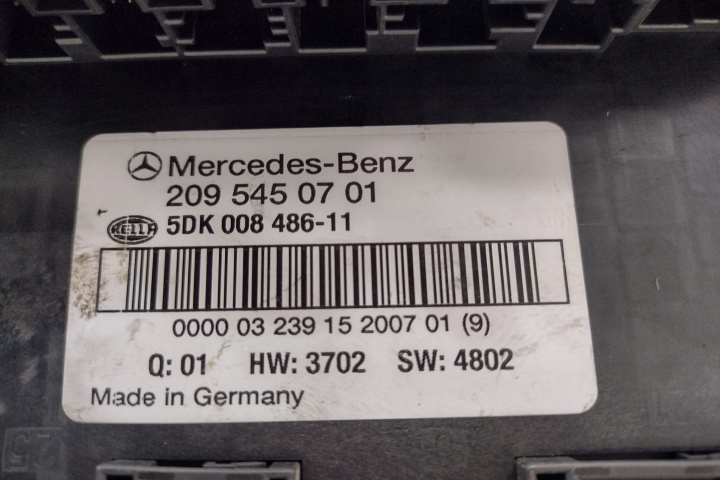 Mercedes-Benz
209 545 07 01
HELLA 5DK 008 486-11
0000 03 239 15 2007 01 (9)
Q: 01 HW: 3702 SW: 4802
Made in Germany
25